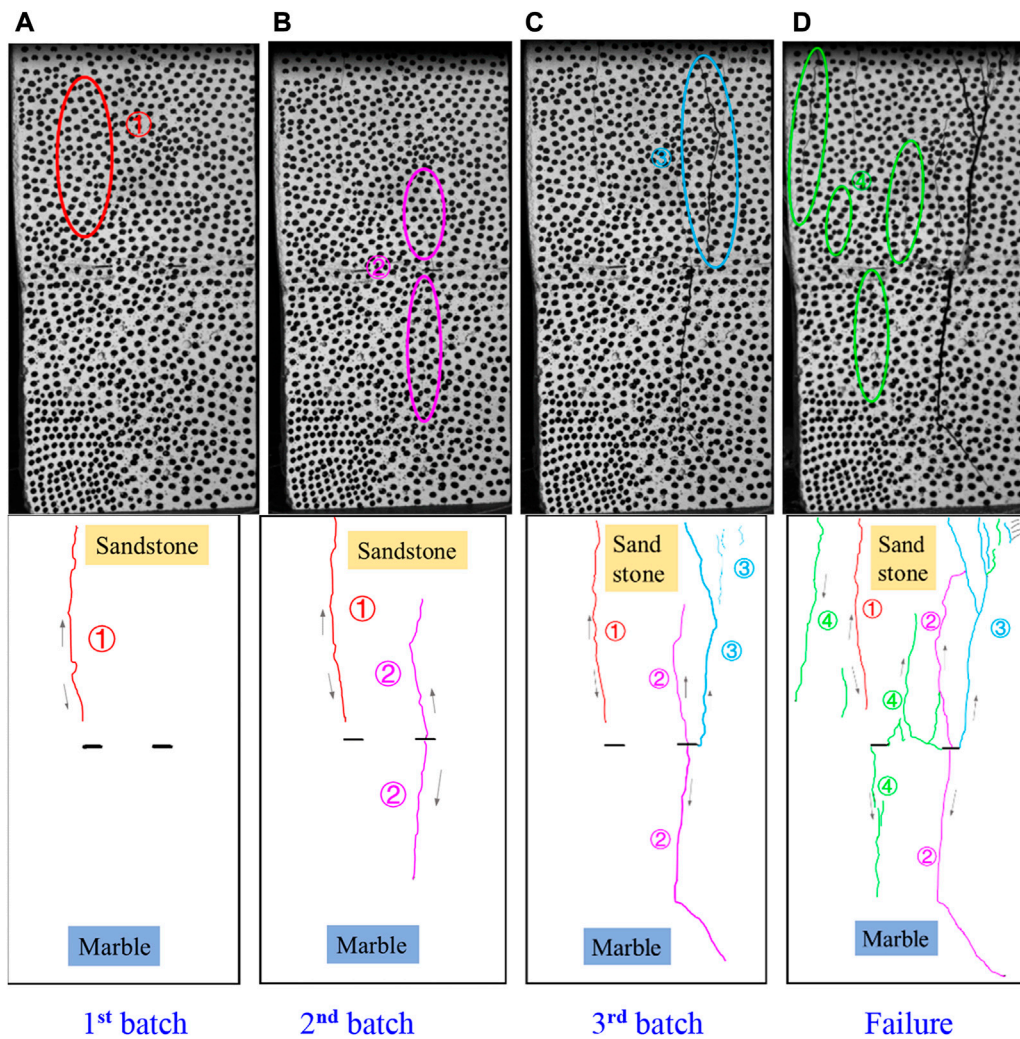 A
B
C
D
①
②
③
④
Sandstone
①
Marble
Sandstone
①
②
②
Marble
Sand
stone
③
①
③
②
②
Marble
Sand
stone
④
①
②
③
④
④
②
Marble
1st batch
2nd batch
3rd batch
Failure